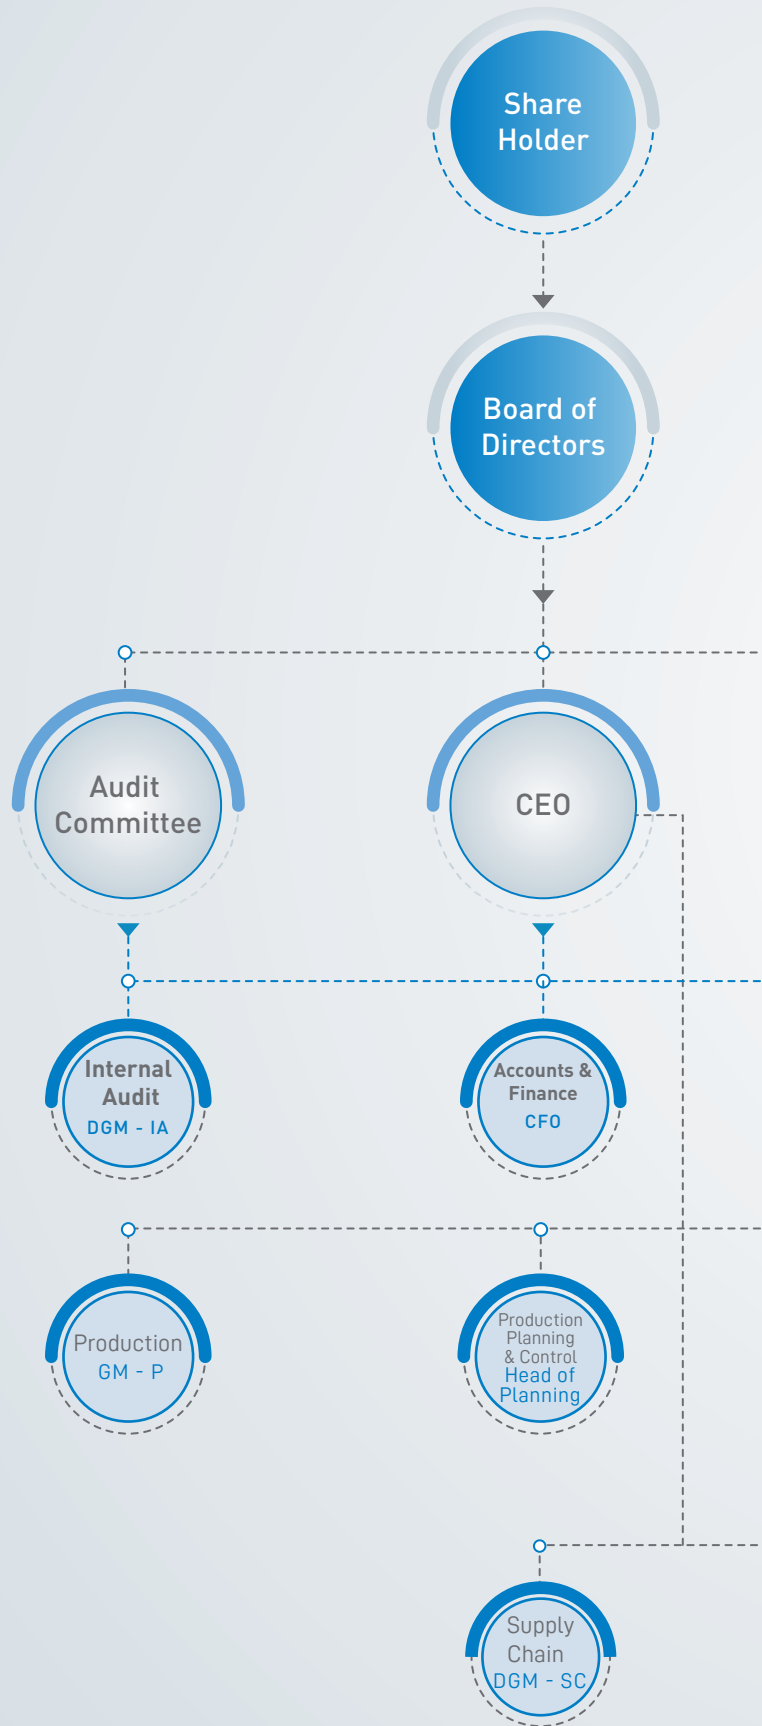 Share
Holder
Board of
Directors
Audit
Committee
CEO
Internal
Audit
DGM - IA
Accounts &
Finance
CFO
Production
GM - P
Production
Planning
& Control
Head of
Planning
Supply
Chain
DGM - SC